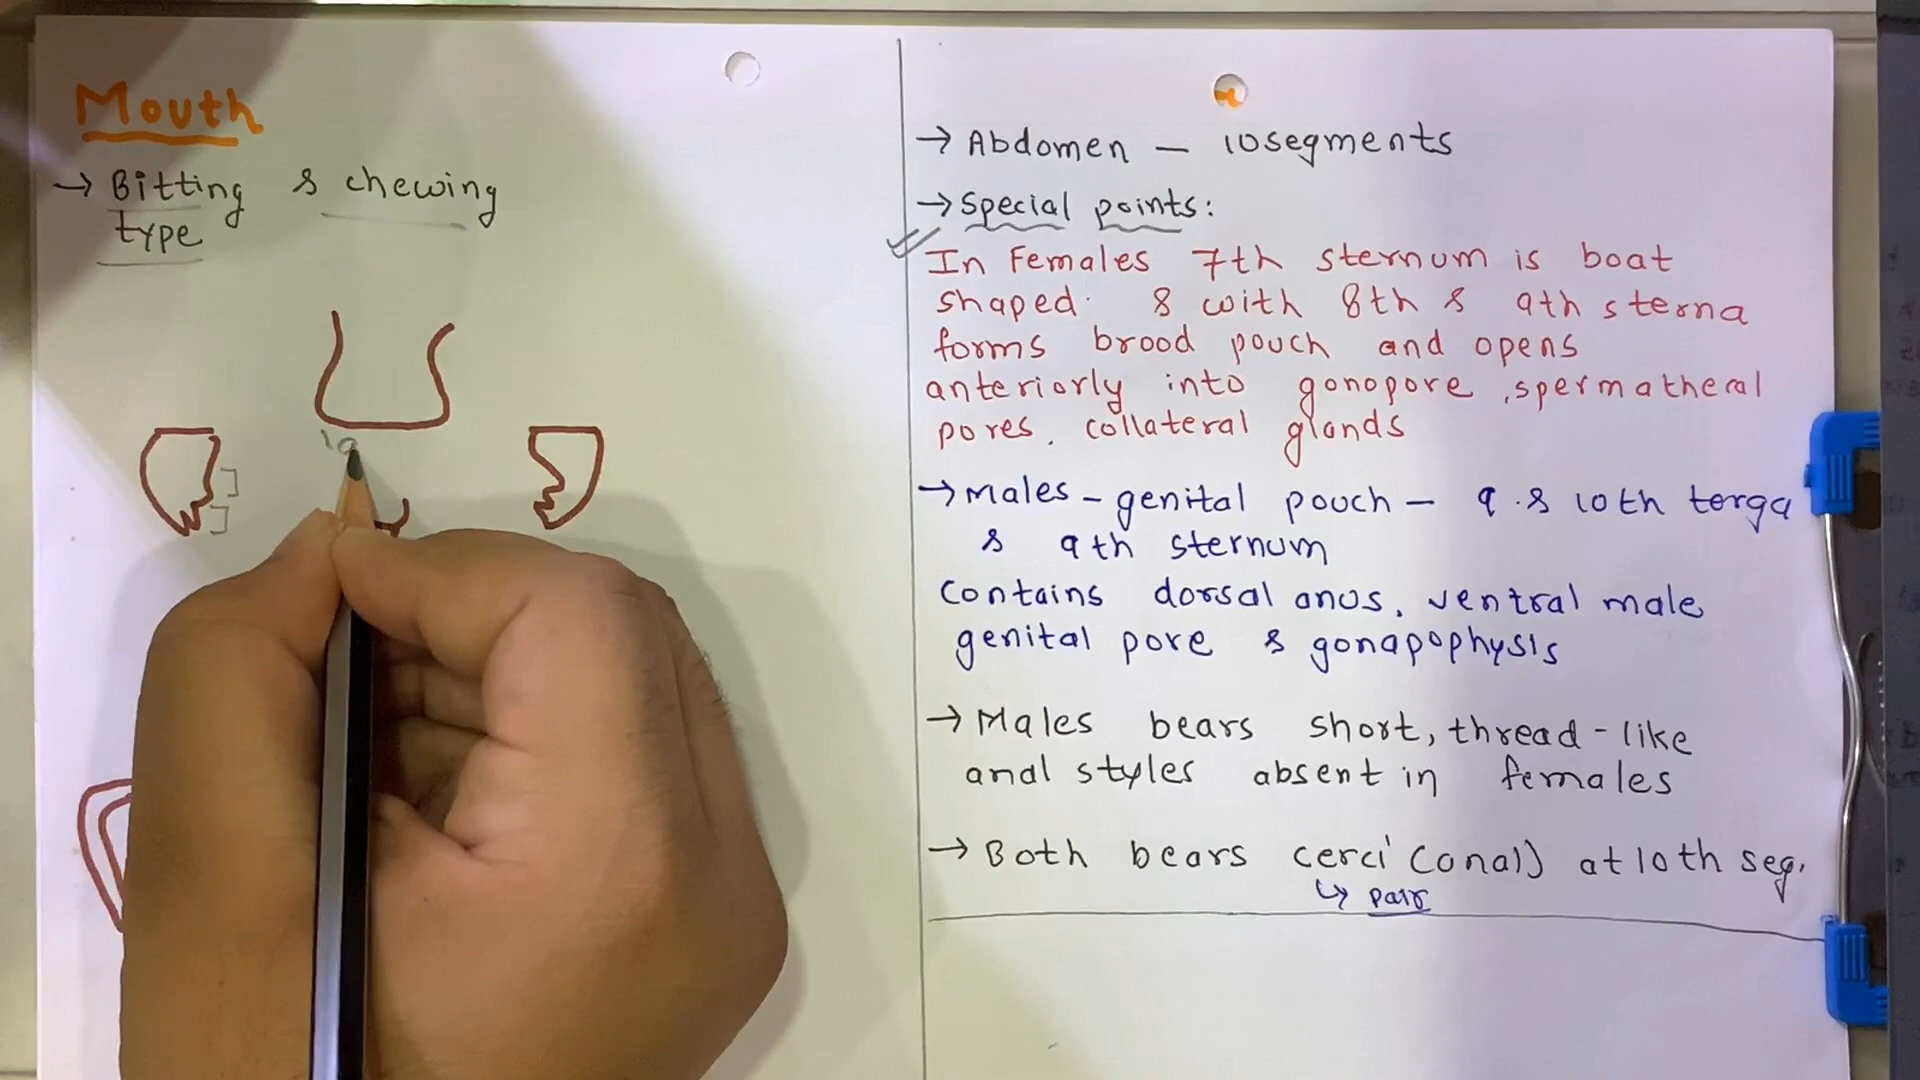 Mouth
→ Bitting & chewing
type
la
→ Abdomen - 10segments
→ Special points:
In Females 7th sternum is boat
shaped. & with 8th & 9th sterna
forms brood pouch and opens
anteriorly into gonopore, spermathecal
pores, collateral glands
→ Males - genital pouch - 9 & 10th terga
& 9th sternum
Contains dorsal anus, ventral male
genital pore & gonapophysis
→ Males bears short, thread-like
anal styles absent in females
→ Both bears cerci (anal) at 10th seg.
↳ pair